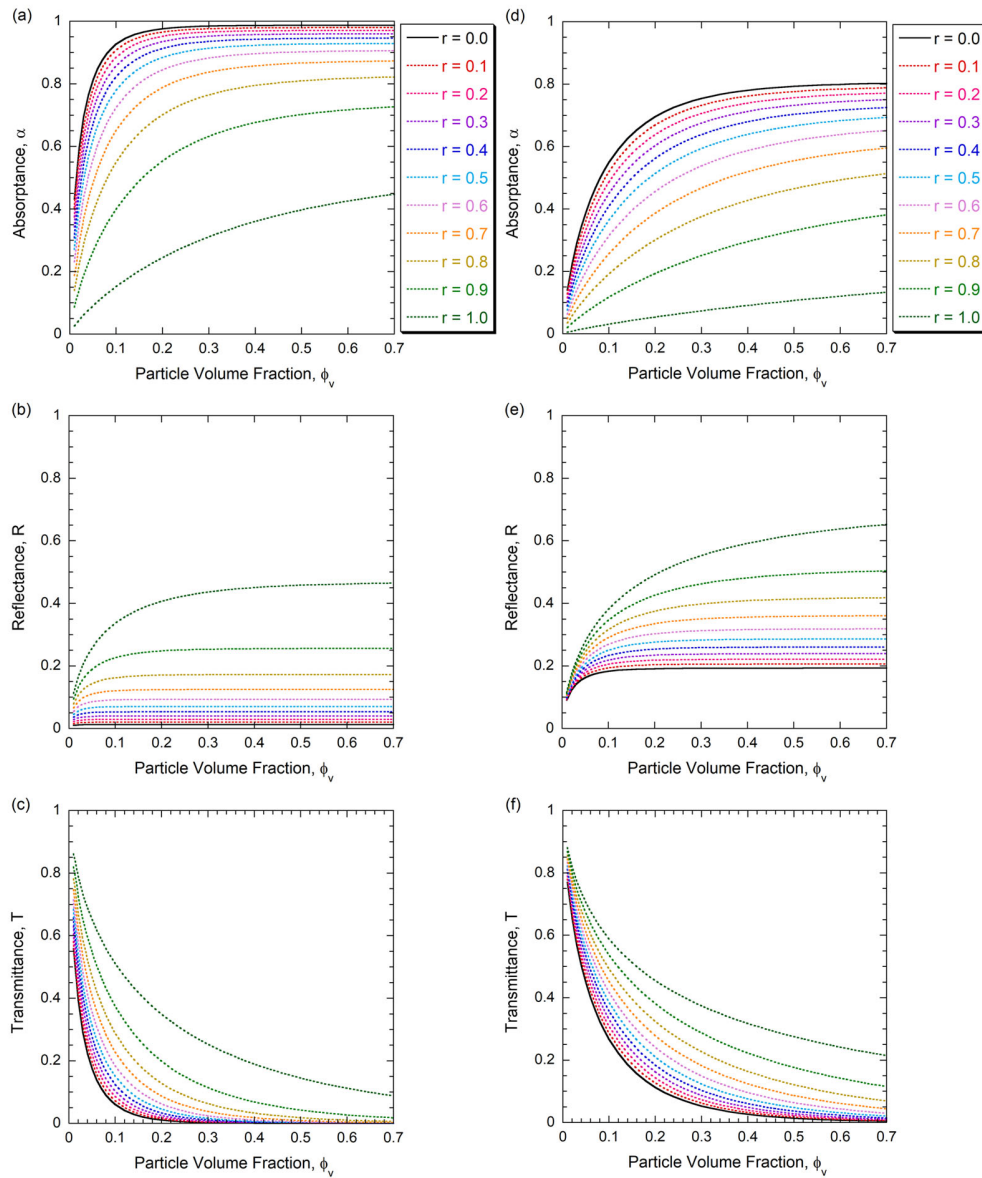 (a)
1
0.8
0.6
0.4
0.2
0
Absorptance, α
0 0.1 0.2 0.3 0.4 0.5 0.6 0.7
Particle Volume Fraction, ϕv
r = 0.0
r = 0.1
r = 0.2
r = 0.3
r = 0.4
r = 0.5
r = 0.6
r = 0.7
r = 0.8
r = 0.9
r = 1.0
(d)
1
0.8
0.6
0.4
0.2
0
Absorptance, α
0 0.1 0.2 0.3 0.4 0.5 0.6 0.7
Particle Volume Fraction, ϕv
r = 0.0
r = 0.1
r = 0.2
r = 0.3
r = 0.4
r = 0.5
r = 0.6
r = 0.7
r = 0.8
r = 0.9
r = 1.0
(b)
1
0.8
0.6
0.4
0.2
0
Reflectance, R
0 0.1 0.2 0.3 0.4 0.5 0.6 0.7
Particle Volume Fraction, ϕv
(e)
1
0.8
0.6
0.4
0.2
0
Reflectance, R
0 0.1 0.2 0.3 0.4 0.5 0.6 0.7
Particle Volume Fraction, ϕv
(c)
1
0.8
0.6
0.4
0.2
0
Transmittance, T
0 0.1 0.2 0.3 0.4 0.5 0.6 0.7
Particle Volume Fraction, ϕv
(f)
1
0.8
0.6
0.4
0.2
0
Transmittance, T
0 0.1 0.2 0.3 0.4 0.5 0.6 0.7
Particle Volume Fraction, ϕv